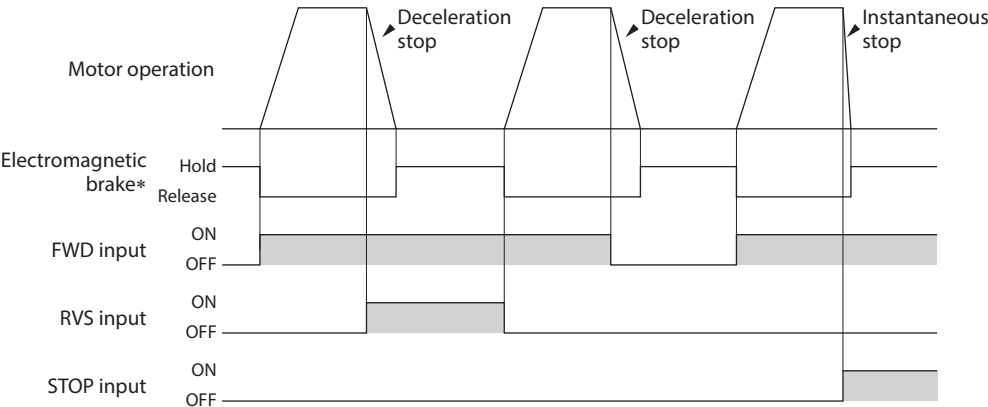 Deceleration
stop
Deceleration
stop
Instantaneous
stop
Motor operation
Electromagnetic
brake*
Hold
Release
FWD input
ON
OFF
RVS input
ON
OFF
STOP input
ON
OFF